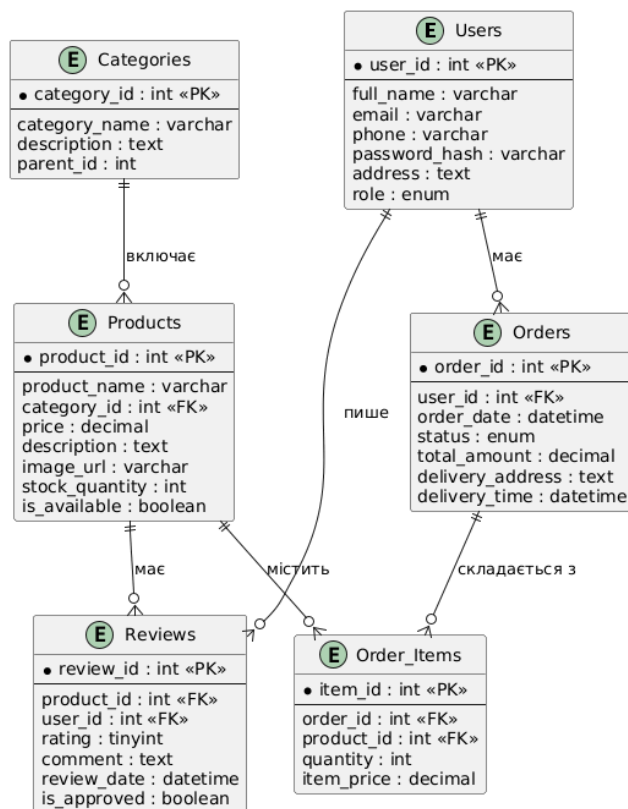 E Categories
* category_id : int «PK»
category_name : varchar
description : text
parent_id : int
E Users
* user_id : int «PK»
full_name : varchar
email : varchar
phone : varchar
password_hash : varchar
address : text
role : enum
включає
має
E Products
* product_id : int «PK»
product_name : varchar
category_id : int «FK»
price : decimal
description : text
image_url : varchar
stock_quantity : int
is_available : boolean
пише
E Orders
* order_id : int «PK»
user_id : int «FK»
order_date : datetime
status : enum
total_amount : decimal
delivery_address : text
delivery_time : datetime
має
містить
складається з
E Reviews
* review_id : int «PK»
product_id : int «FK»
user_id : int «FK»
rating : tinyint
comment : text
review_date : datetime
is_approved : boolean
E Order_Items
* item_id : int «PK»
order_id : int «FK»
product_id : int «FK»
quantity : int
item_price : decimal